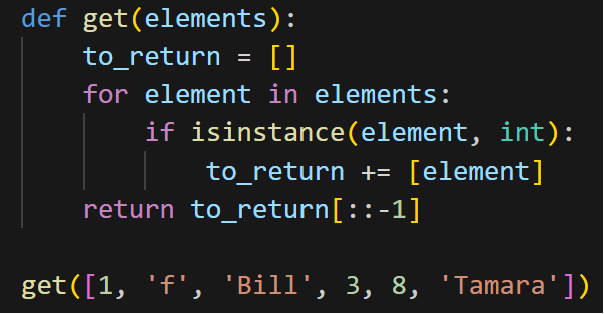 def get(elements):
    to_return = []
    for element in elements:
        if isinstance(element, int):
            to_return += [element]
    return to_return[::-1]

get([1, 'f', 'Bill', 3, 8, 'Tamara'])